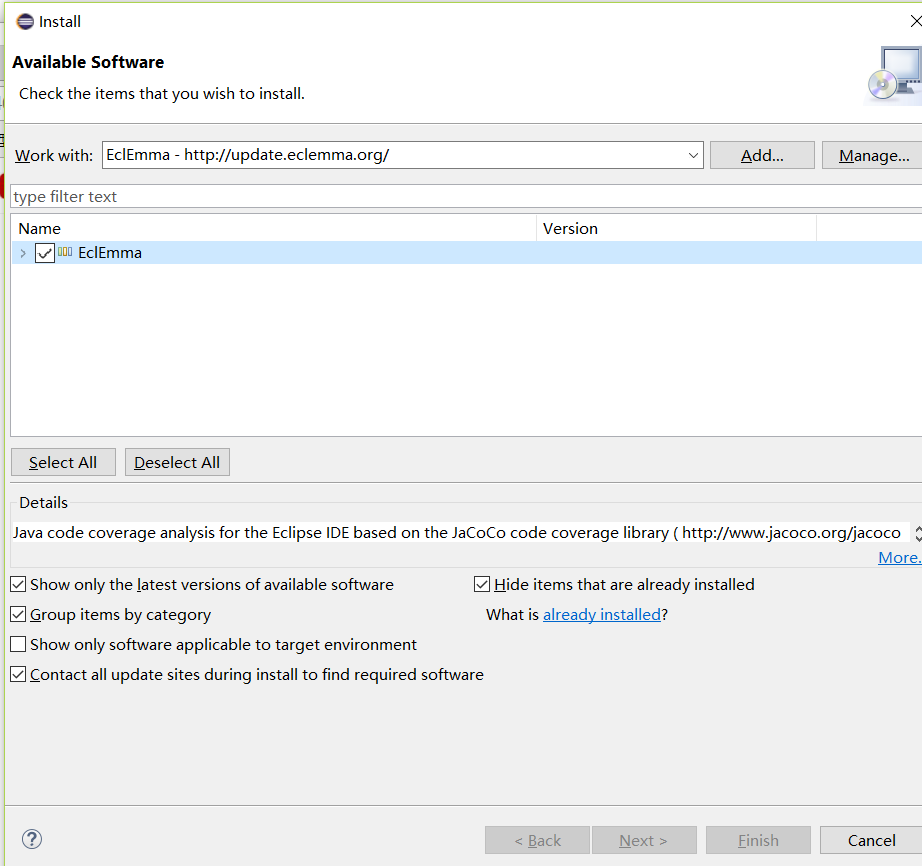 Install
Available Software
Check the items that you wish to install.
Work with: EclEmma - http://update.eclemma.org/ Add... Manage...
type filter text
Name Version
EclEmma
Select All Deselect All
Details
Java code coverage analysis for the Eclipse IDE based on the JaCoCo code coverage library ( http://www.jacoco.org/jacoco
More.
Show only the latest versions of available software Hide items that are already installed
Group items by category What is already installed?
Show only software applicable to target environment
Contact all update sites during install to find required software
? < Back Next > Finish Cancel